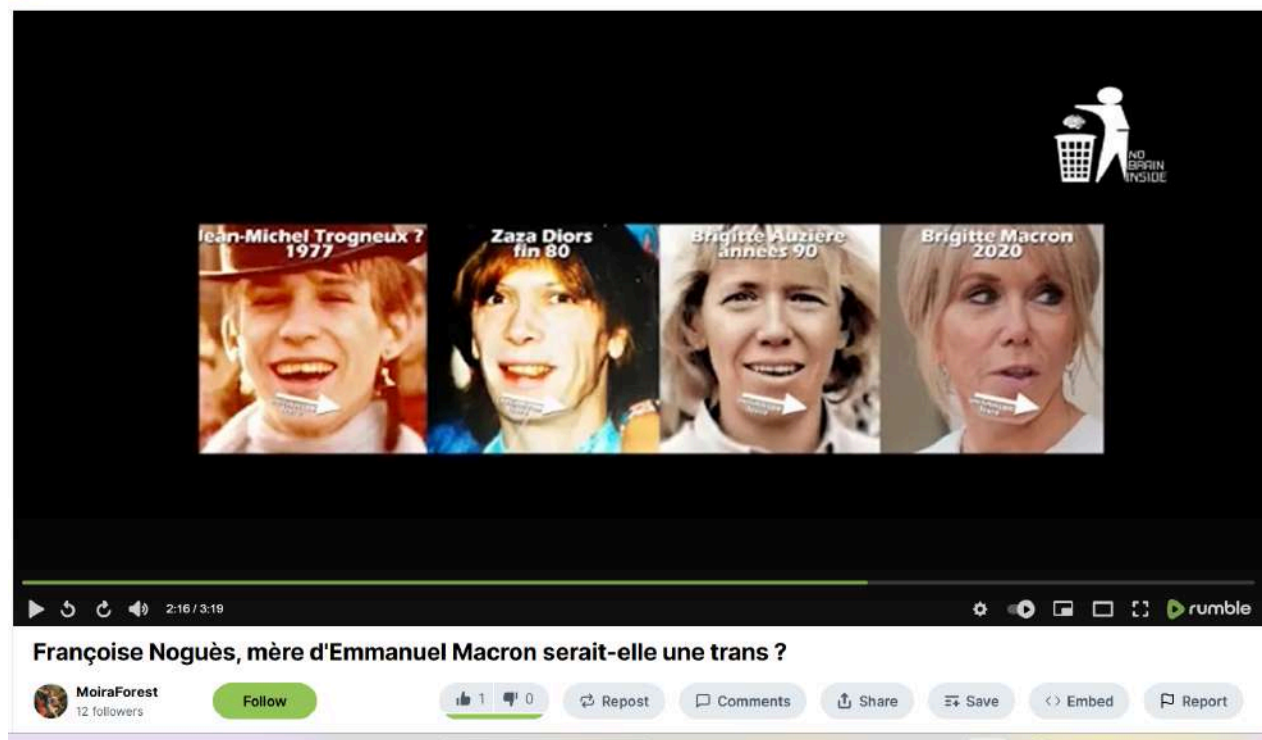 NO
BRAIN
INSIDE
Jean-Michel Trogneux ?
1977
Zaza Diors
fin 80
Brigitte Auzière
années 90
Brigitte Macron
2020
2:16 / 3:19
rumble
Françoise Noguès, mère d'Emmanuel Macron serait-elle une trans ?
MoiraForest
12 followers
Follow
1
0
Repost
Comments
Share
Save
Embed
Report